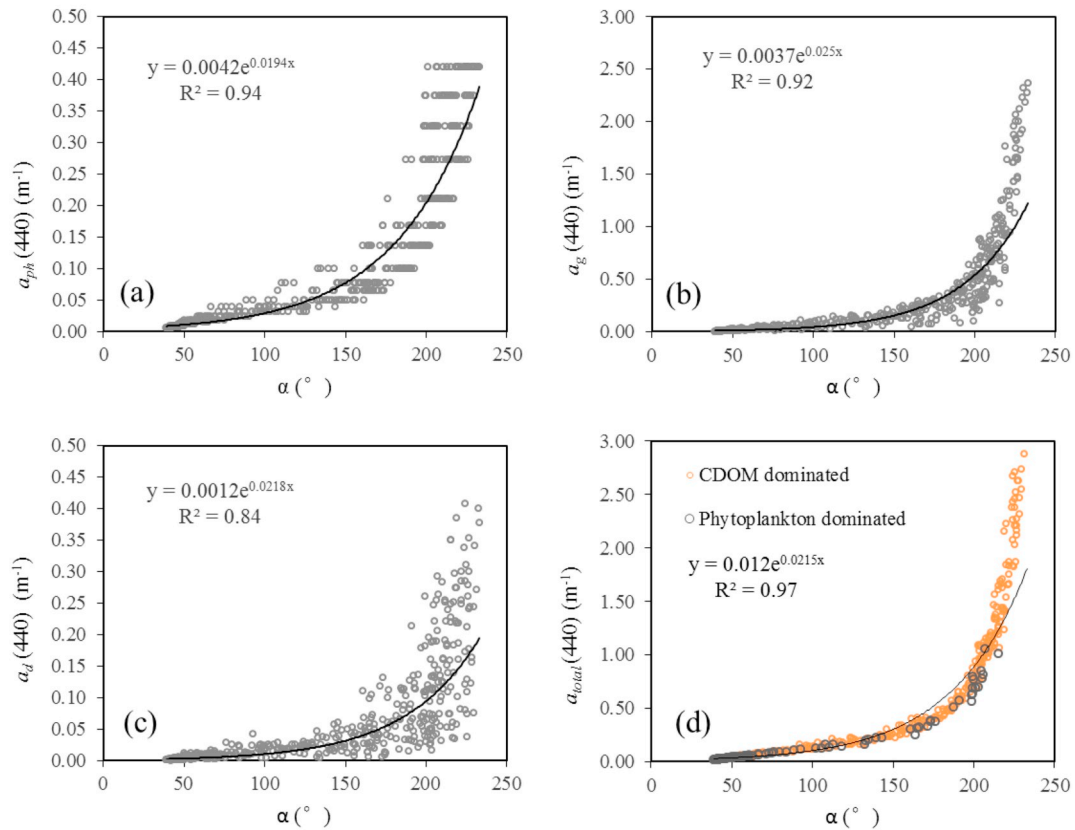 0.50
0.45
0.40
0.35
0.30
0.25
0.20
0.15
0.10
0.05
0.00
a_ph (440) (m⁻¹)
y = 0.0042e^0.0194x
R² = 0.94
(a)
0 50 100 150 200 250
α (° )
3.00
2.50
2.00
1.50
1.00
0.50
0.00
a_g (440) (m⁻¹)
y = 0.0037e^0.025x
R² = 0.92
(b)
0 50 100 150 200 250
α (° )
0.50
0.45
0.40
0.35
0.30
0.25
0.20
0.15
0.10
0.05
0.00
a_d (440) (m⁻¹)
y = 0.0012e^0.0218x
R² = 0.84
(c)
0 50 100 150 200 250
α (° )
3.00
2.50
2.00
1.50
1.00
0.50
0.00
a_total (440) (m⁻¹)
CDOM dominated
Phytoplankton dominated
y = 0.012e^0.0215x
R² = 0.97
(d)
0 50 100 150 200 250
α (° )